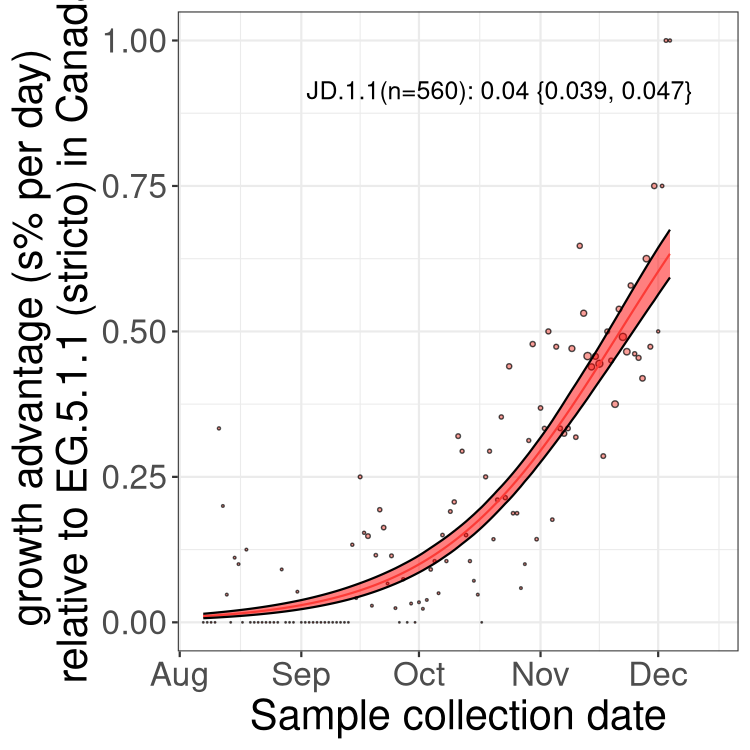 growth advantage (s% per day)
relative to EG.5.1.1 (stricto) in Canada
1.00
0.75
0.50
0.25
0.00
JD.1.1(n=560): 0.04 {0.039, 0.047}
Aug Sep Oct Nov Dec
Sample collection date